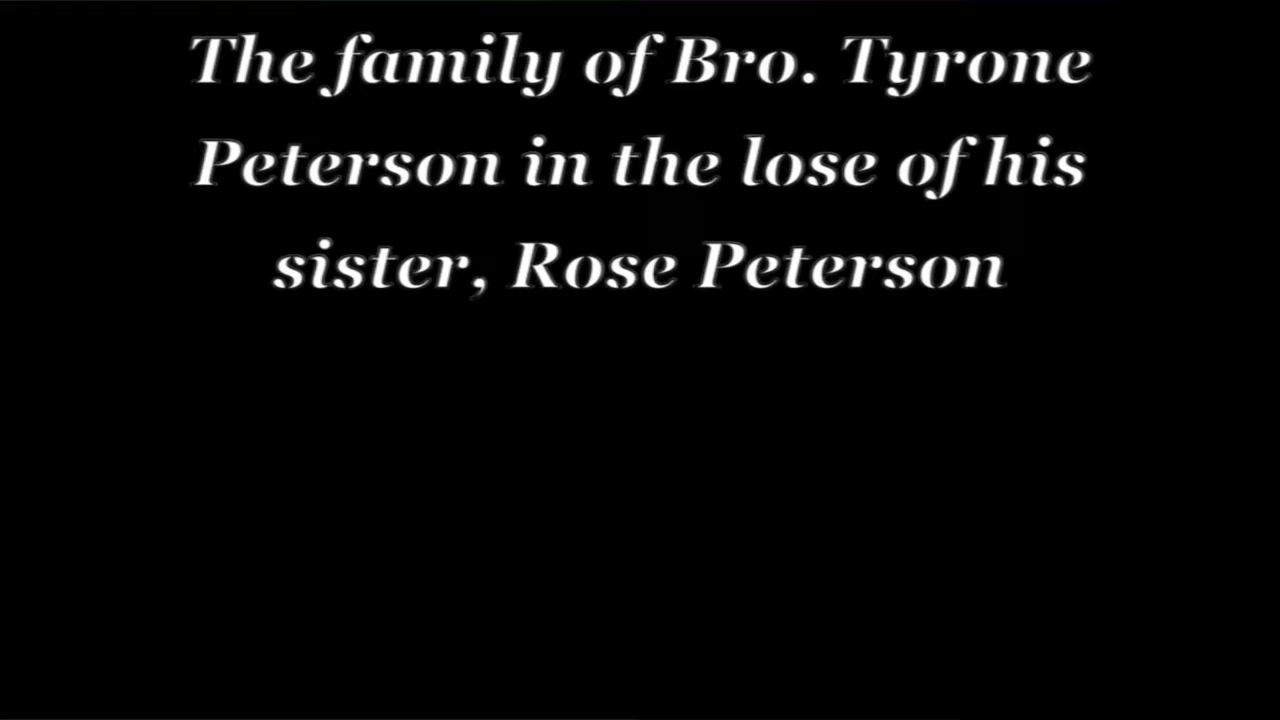 The family of Bro. Tyrone
Peterson in the lose of his
sister, Rose Peterson